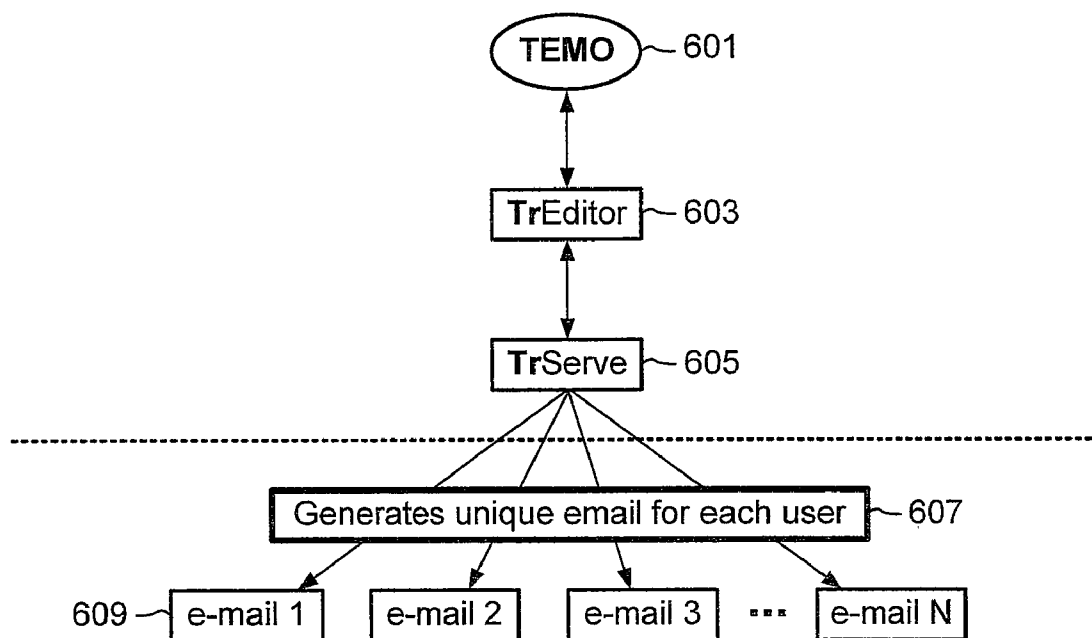 TEMO 601
TrEditor 603
TrServe 605
Generates unique email for each user 607
609 e-mail 1 e-mail 2 e-mail 3 ... e-mail N